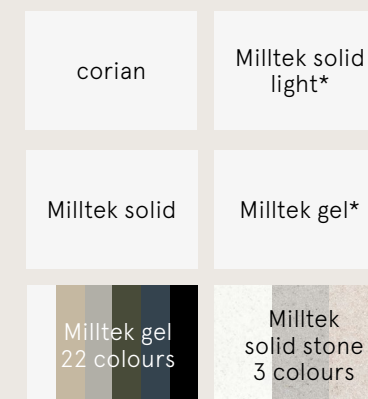 corian
Milltek solid
light*
Milltek solid
Milltek gel*
Milltek gel
22 colours
Milltek
solid stone
3 colours